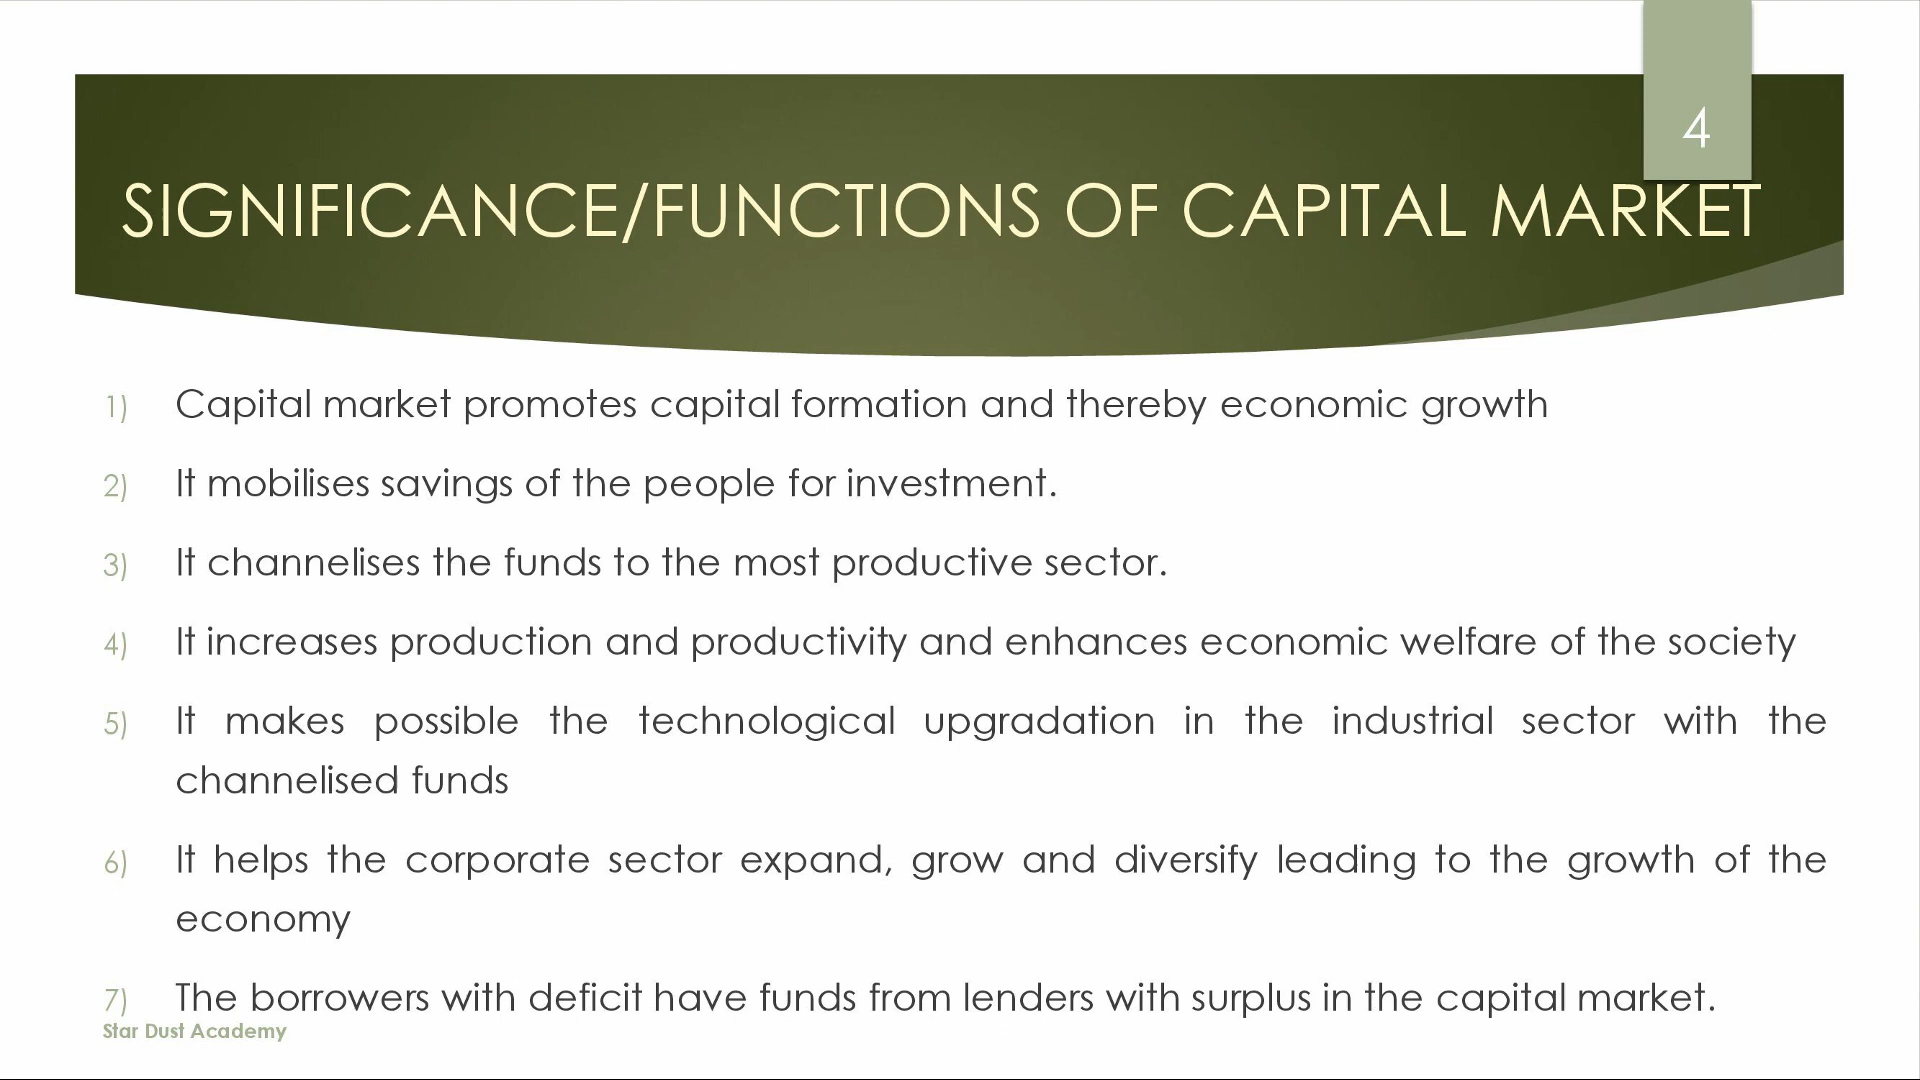 4
SIGNIFICANCE/FUNCTIONS OF CAPITAL MARKET
1) Capital market promotes capital formation and thereby economic growth
2) It mobilises savings of the people for investment.
3) It channelises the funds to the most productive sector.
4) It increases production and productivity and enhances economic welfare of the society
5) It makes possible the technological upgradation in the industrial sector with the
channelised funds
6) It helps the corporate sector expand, grow and diversify leading to the growth of the
economy
7) The borrowers with deficit have funds from lenders with surplus in the capital market.
Star Dust Academy